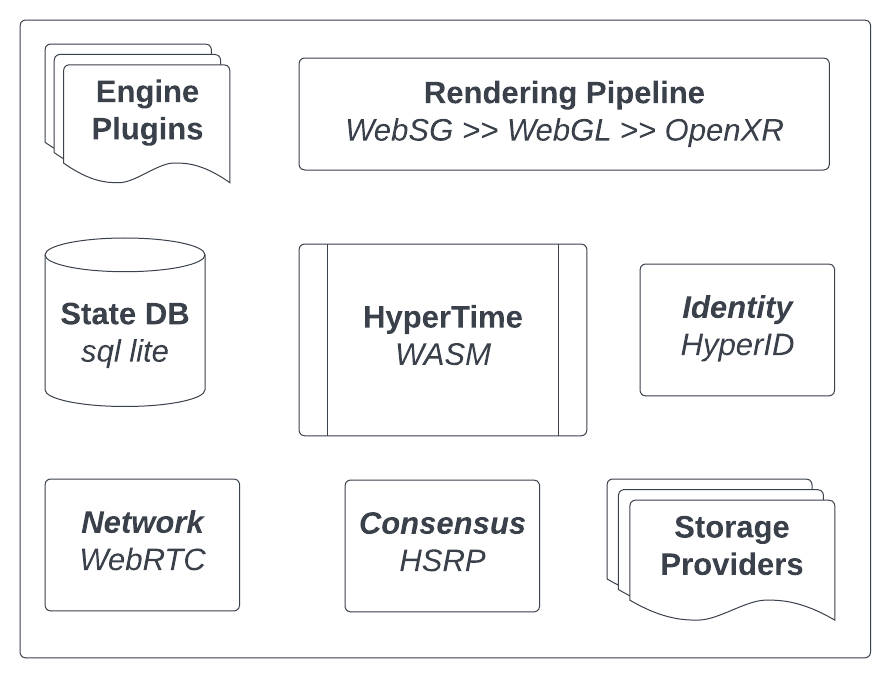 Engine
Plugins
Rendering Pipeline
WebSG >> WebGL >> OpenXR
State DB
sql lite
HyperTime
WASM
Identity
HyperID
Network
WebRTC
Consensus
HSRP
Storage
Providers